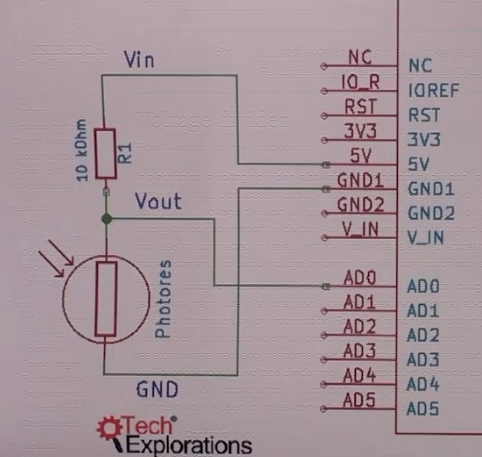 Vin
10 kOhm
R1
Vout
Photores
GND
NC
NC
IO_R
IOREF
RST
RST
3V3
3V3
5V
5V
GND1
GND1
GND2
GND2
V_IN
V_IN
AD0
AD0
AD1
AD1
AD2
AD2
AD3
AD3
AD4
AD4
AD5
AD5
Tech
Explorations